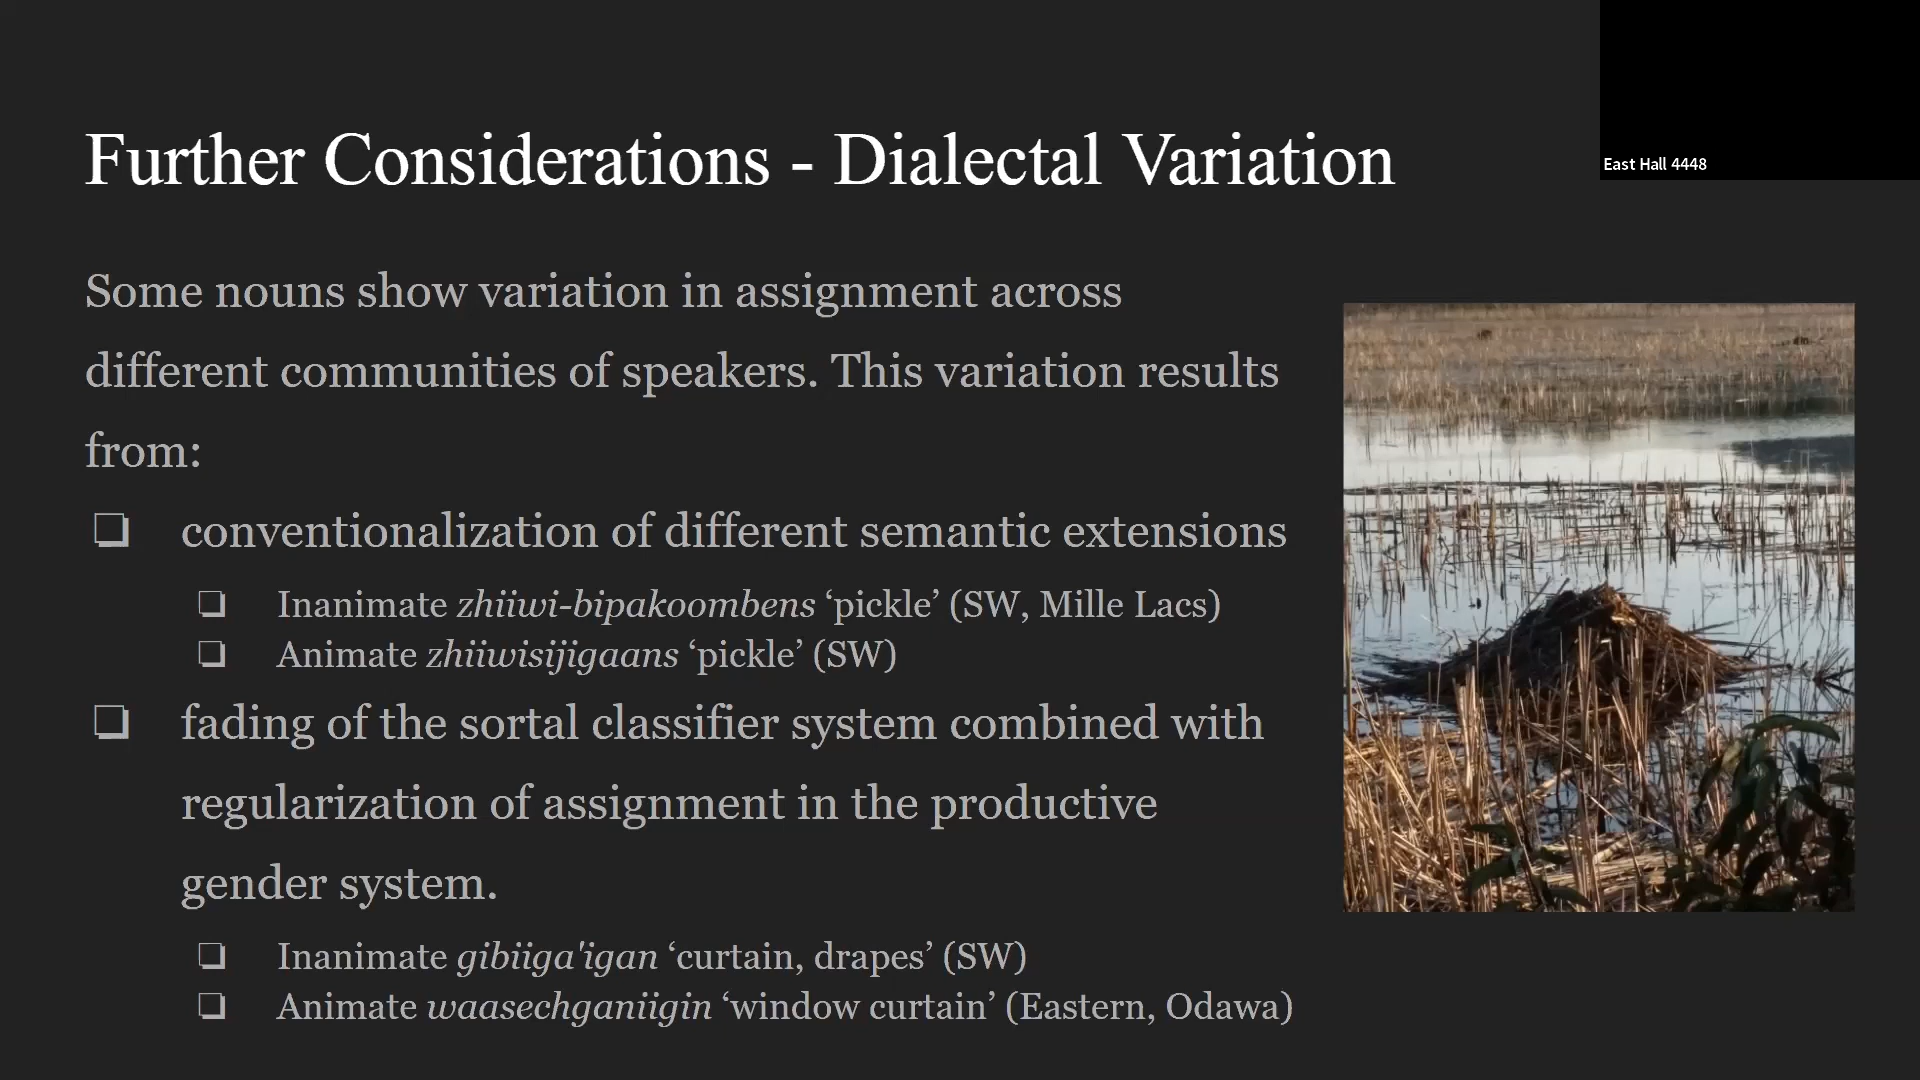 East Hall 4448
Further Considerations - Dialectal Variation
Some nouns show variation in assignment across
different communities of speakers. This variation results
from:
❏ conventionalization of different semantic extensions
❏ Inanimate zhiiwi-bipakoombens ‘pickle’ (SW, Mille Lacs)
❏ Animate zhiiwisijigaans ‘pickle’ (SW)
❏ fading of the sortal classifier system combined with
regularization of assignment in the productive
gender system.
❏ Inanimate gibiiga'igan ‘curtain, drapes’ (SW)
❏ Animate waasechganiigin ‘window curtain’ (Eastern, Odawa)